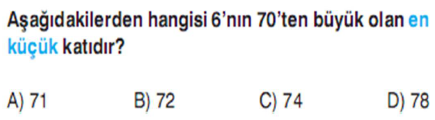 Aşağıdakilerden hangisi 6’nın 70’ten büyük olan en
küçük katıdır?
A) 71 B) 72 C) 74 D) 78